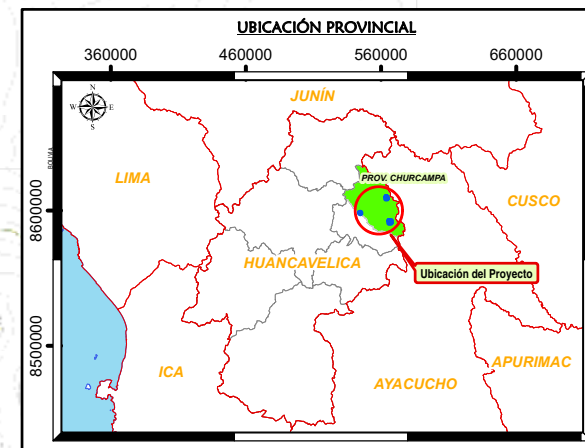 UBICACIÓN PROVINCIAL
360000 460000 560000 660000
N
W E
S
BOLIVIA
JUNÍN
LIMA
PROV. CHURCAMPA
CUSCO
8600000
HUANCAVELICA
Ubicación del Proyecto
8500000
ICA
APURIMAC
AYACUCHO